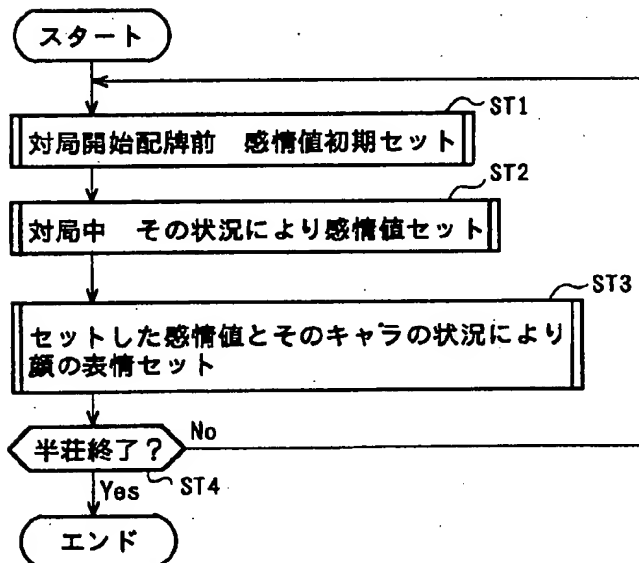 スタート
ST1
対局開始配牌前　感情値初期セット
ST2
対局中　その状況により感情値セット
ST3
セットした感情値とそのキャラの状況により
顔の表情セット
半荘終了？
No
ST4
Yes
エンド